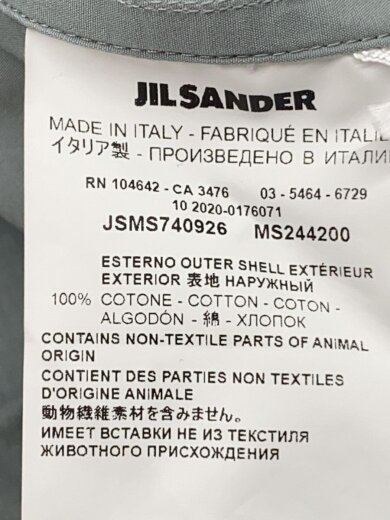 JIL SANDER
MADE IN ITALY - FABRIQUÉ EN ITALIE
イタリア製 - ПРОИЗВЕДЕНО В ИТАЛИИ
RN 104642 - CA 3476 03 - 5464 - 6729
10 2020-0176071
JSMS740926 MS244200
ESTERNO OUTER SHELL EXTÉRIEUR
EXTERIOR 表地 НАРУЖНЫЙ
100% COTONE - COTTON - COTON -
ALGODÓN - 綿 - ХЛОПОК
CONTAINS NON-TEXTILE PARTS OF ANIMAL
ORIGIN
CONTIENT DES PARTIES NON TEXTILES
D'ORIGINE ANIMALE
動物繊維素材を含みません。
ИМЕЕТ ВСТАВКИ НЕ ИЗ ТЕКСТИЛЯ
ЖИВОТНОГО ПРОИСХОЖДЕНИЯ